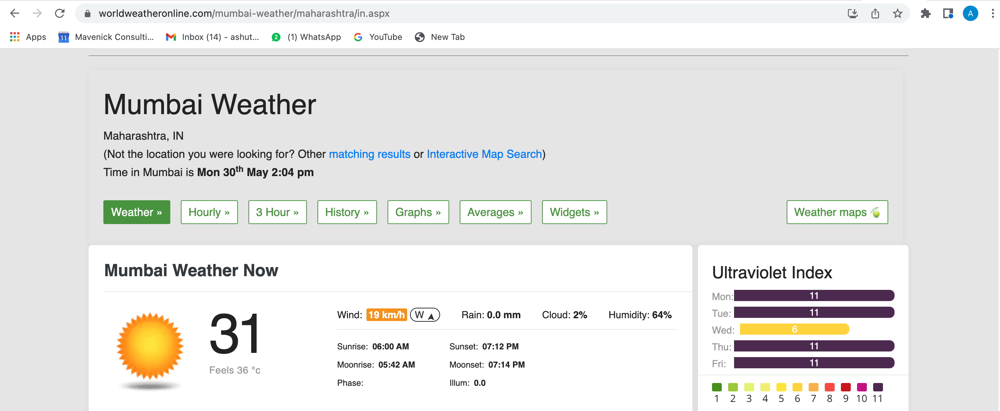 worldweatheronline.com/mumbai-weather/maharashtra/in.aspx
A
Apps
11
Mavenick Consulti...
Inbox (14) - ashut...
2
(1) WhatsApp
YouTube
New Tab
Mumbai Weather
Maharashtra, IN
(Not the location you were looking for? Other matching results or Interactive Map Search)
Time in Mumbai is Mon 30th May 2:04 pm
Weather »
Hourly »
3 Hour »
History »
Graphs »
Averages »
Widgets »
Weather maps
Mumbai Weather Now
31
Feels 36 °c
Wind: 19 km/h W
Rain: 0.0 mm
Cloud: 2%
Humidity: 64%
Sunrise: 06:00 AM
Sunset: 07:12 PM
Moonrise: 05:42 AM
Moonset: 07:14 PM
Phase:
Illum: 0.0
Ultraviolet Index
Mon: 11
Tue: 11
Wed: 6
Thu: 11
Fri: 11
1 2 3 4 5 6 7 8 9 10 11